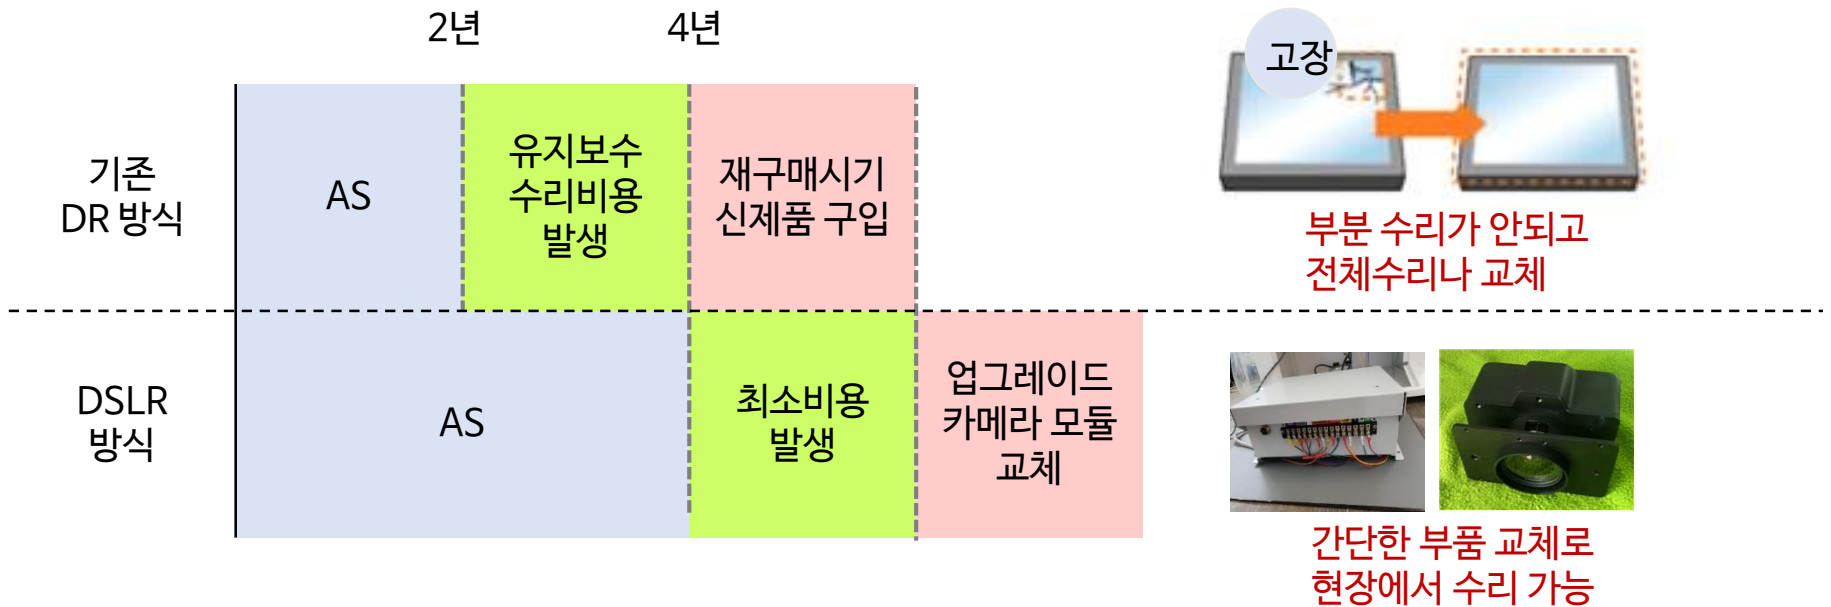 2년
4년
고장
기존
DR 방식
AS
유지보수
수리비용
발생
재구매시기
신제품 구입
부분 수리가 안되고
전체수리나 교체
DSLR
방식
AS
최소비용
발생
업그레이드
카메라 모듈
교체
간단한 부품 교체로
현장에서 수리 가능